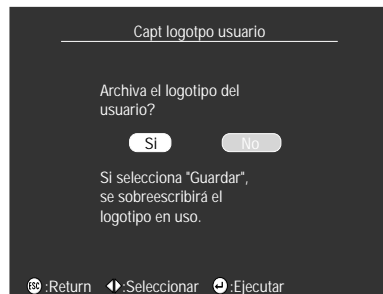 Capt logotpo usuario
Archiva el logotipo del
usuario?
Si No
Si selecciona "Guardar",
se sobreescribirá el
logotipo en uso.
ESC :Return :Seleccionar :Ejecutar